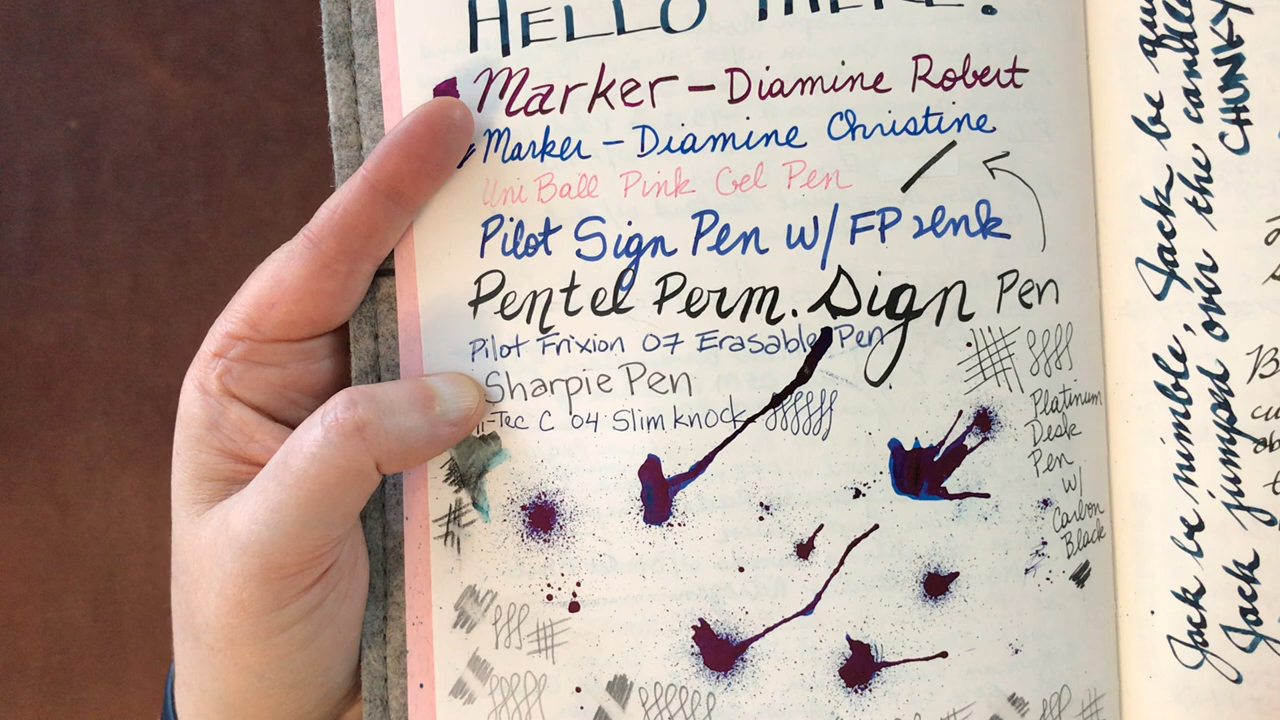 HELLO THERE!
Marker - Diamine Robert
Marker - Diamine Christine
Uni Ball Pink Gel Pen
Pilot Sign Pen w/ FP Ink
Pentel Perm. Sign Pen
Pilot Frixion 07 Erasable Pen
Sharpie Pen
Hi-Tec C 04 Slim knock
Platinum
Desk
Pen
w/
Carbon
Black
Jack be nimble, Jack be
Jack jumped over the
CHUNKY